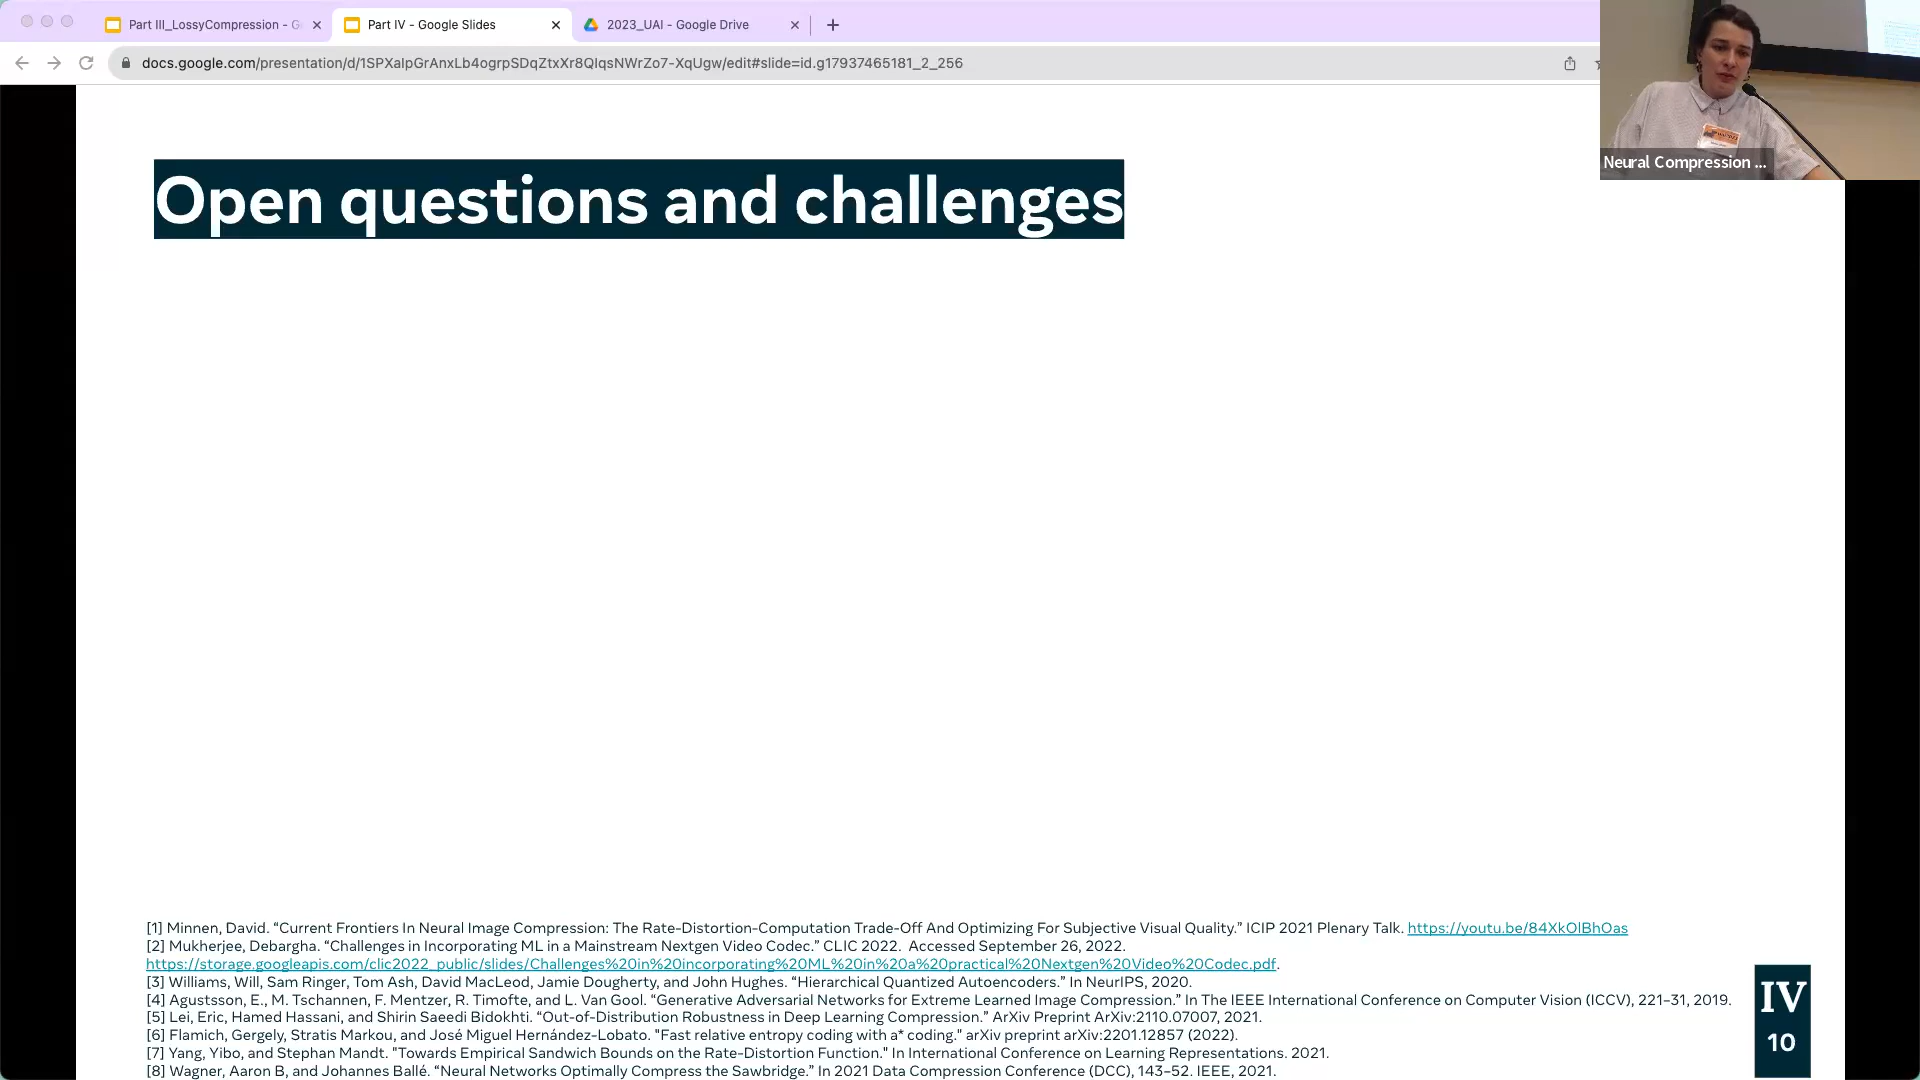 Part III_LossyCompression - G
Part IV - Google Slides
2023_UAI - Google Drive
docs.google.com/presentation/d/1SPXalpGrAnxLb4ogrpSDqZtxXr8QIqsNWrZo7-XqUgw/edit#slide=id.g17937465181_2_256
Neural Compression ...
Open questions and challenges
[1] Minnen, David. “Current Frontiers In Neural Image Compression: The Rate-Distortion-Computation Trade-Off And Optimizing For Subjective Visual Quality.” ICIP 2021 Plenary Talk. https://youtu.be/84XkOlBhOas
[2] Mukherjee, Debargha. “Challenges in Incorporating ML in a Mainstream Nextgen Video Codec.” CLIC 2022. Accessed September 26, 2022.
https://storage.googleapis.com/clic2022_public/slides/Challenges%20in%20incorporating%20ML%20in%20a%20practical%20Nextgen%20Video%20Codec.pdf.
[3] Williams, Will, Sam Ringer, Tom Ash, David MacLeod, Jamie Dougherty, and John Hughes. “Hierarchical Quantized Autoencoders.” In NeurIPS, 2020.
[4] Agustsson, E., M. Tschannen, F. Mentzer, R. Timofte, and L. Van Gool. “Generative Adversarial Networks for Extreme Learned Image Compression.” In The IEEE International Conference on Computer Vision (ICCV), 221–31, 2019.
[5] Lei, Eric, Hamed Hassani, and Shirin Saeedi Bidokhti. “Out-of-Distribution Robustness in Deep Learning Compression.” ArXiv Preprint ArXiv:2110.07007, 2021.
[6] Flamich, Gergely, Stratis Markou, and José Miguel Hernández-Lobato. "Fast relative entropy coding with a* coding." arXiv preprint arXiv:2201.12857 (2022).
[7] Yang, Yibo, and Stephan Mandt. "Towards Empirical Sandwich Bounds on the Rate-Distortion Function." In International Conference on Learning Representations. 2021.
[8] Wagner, Aaron B, and Johannes Ballé. “Neural Networks Optimally Compress the Sawbridge.” In 2021 Data Compression Conference (DCC), 143–52. IEEE, 2021.
IV
10